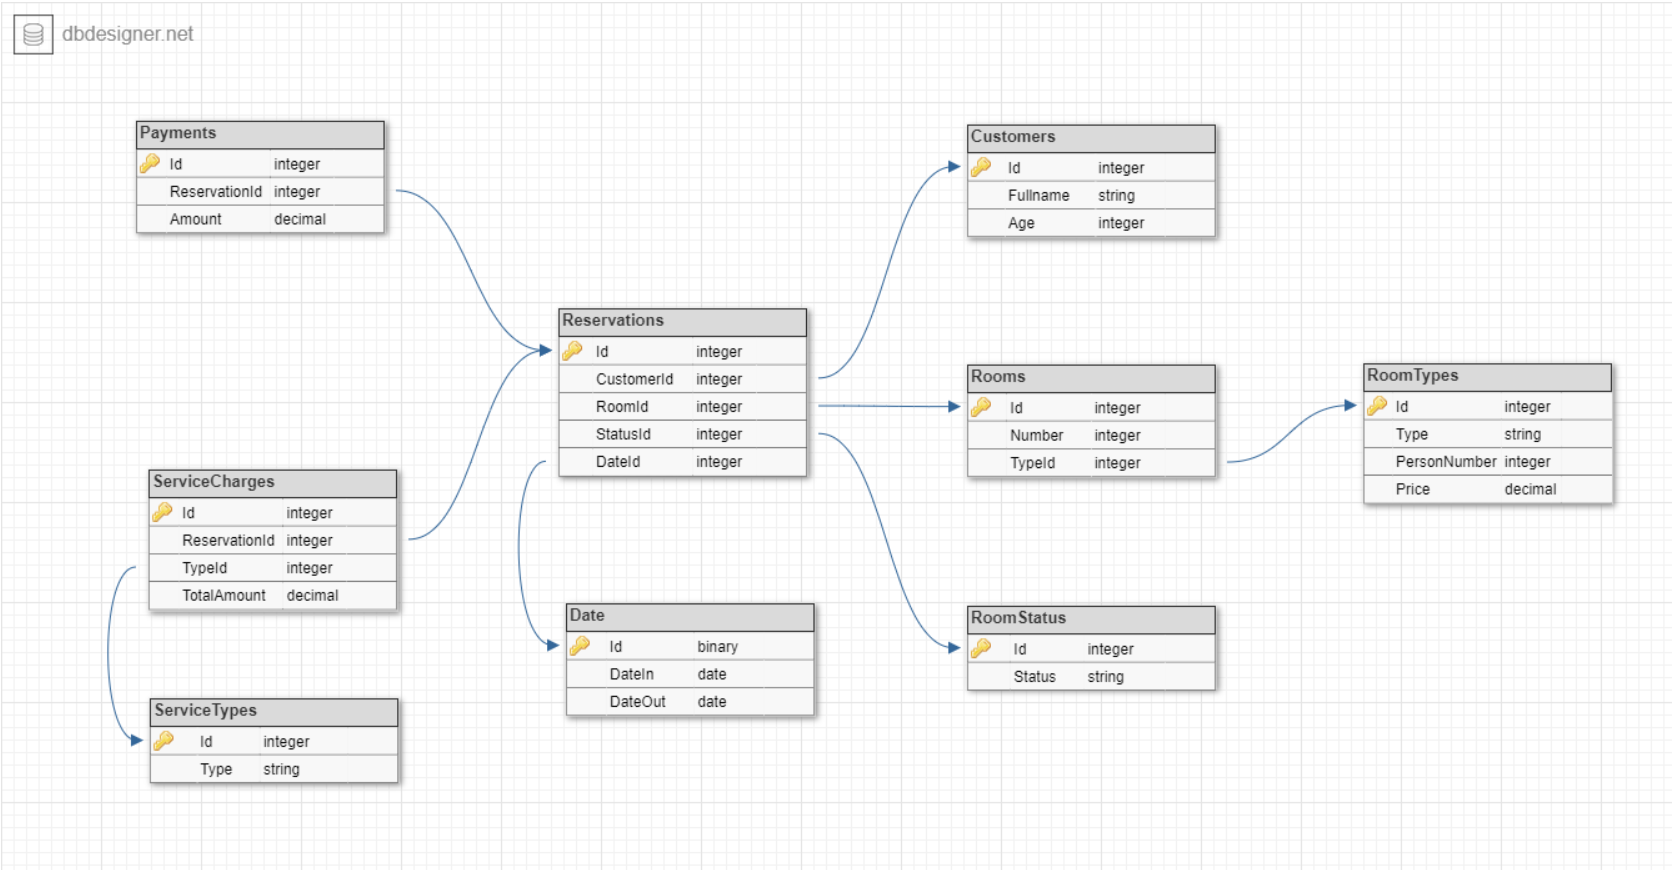 dbdesigner.net
Payments
Id integer
ReservationId integer
Amount decimal
Customers
Id integer
Fullname string
Age integer
Reservations
Id integer
CustomerId integer
RoomId integer
StatusId integer
DateId integer
Rooms
Id integer
Number integer
TypeId integer
RoomTypes
Id integer
Type string
PersonNumber integer
Price decimal
ServiceCharges
Id integer
ReservationId integer
TypeId integer
TotalAmount decimal
Date
Id binary
DateIn date
DateOut date
RoomStatus
Id integer
Status string
ServiceTypes
Id integer
Type string